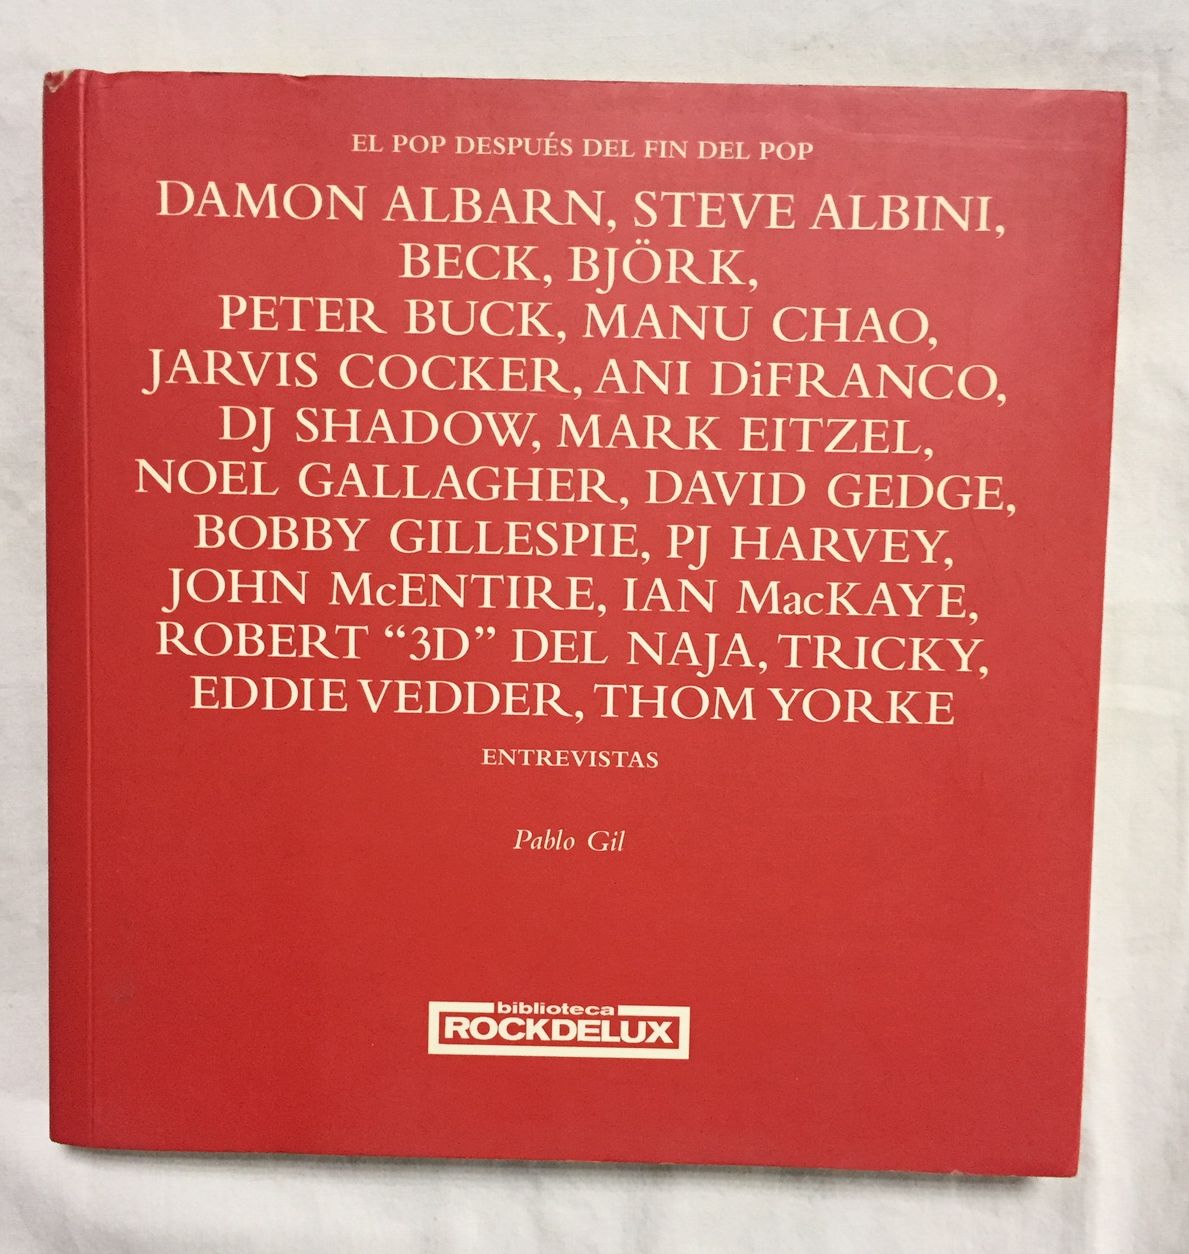 EL POP DESPUÉS DEL FIN DEL POP
DAMON ALBARN, STEVE ALBINI,
BECK, BJÖRK,
PETER BUCK, MANU CHAO,
JARVIS COCKER, ANI DiFRANCO,
DJ SHADOW, MARK EITZEL,
NOEL GALLAGHER, DAVID GEDGE,
BOBBY GILLESPIE, PJ HARVEY,
JOHN McENTIRE, IAN MacKAYE,
ROBERT “3D” DEL NAJA, TRICKY,
EDDIE VEDDER, THOM YORKE
ENTREVISTAS
Pablo Gil
biblioteca
ROCKDELUX